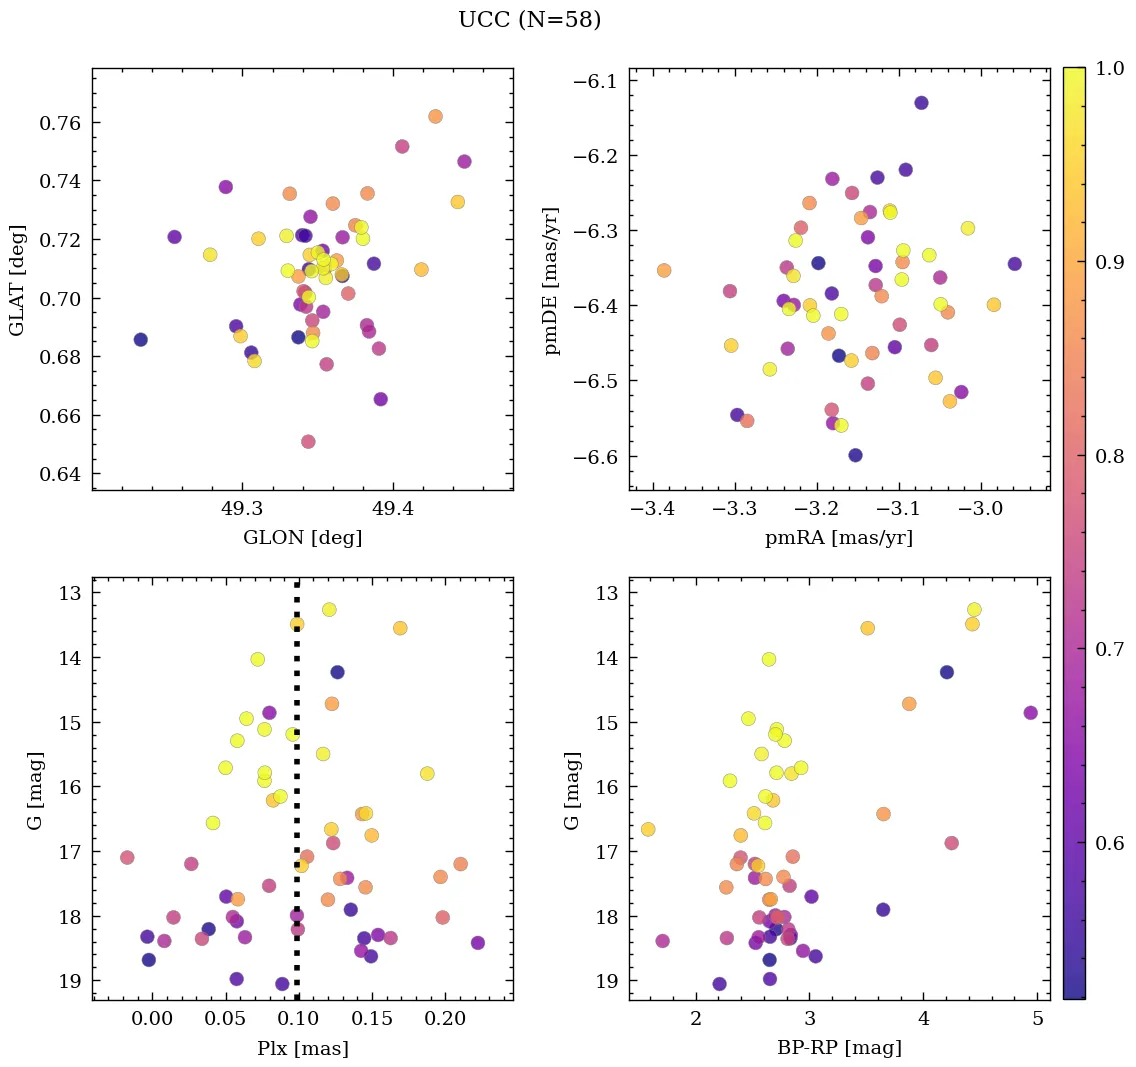 UCC (N=58)
0.76
0.74
0.72
0.70
0.68
0.66
0.64
GLAT [deg]
49.3 49.4
GLON [deg]
−6.1
−6.2
−6.3
−6.4
−6.5
−6.6
pmDE [mas/yr]
−3.4 −3.3 −3.2 −3.1 −3.0
pmRA [mas/yr]
1.0
0.9
0.8
0.7
0.6
13
14
15
16
17
18
19
G [mag]
0.00 0.05 0.10 0.15 0.20
Plx [mas]
13
14
15
16
17
18
19
G [mag]
2 3 4 5
BP-RP [mag]